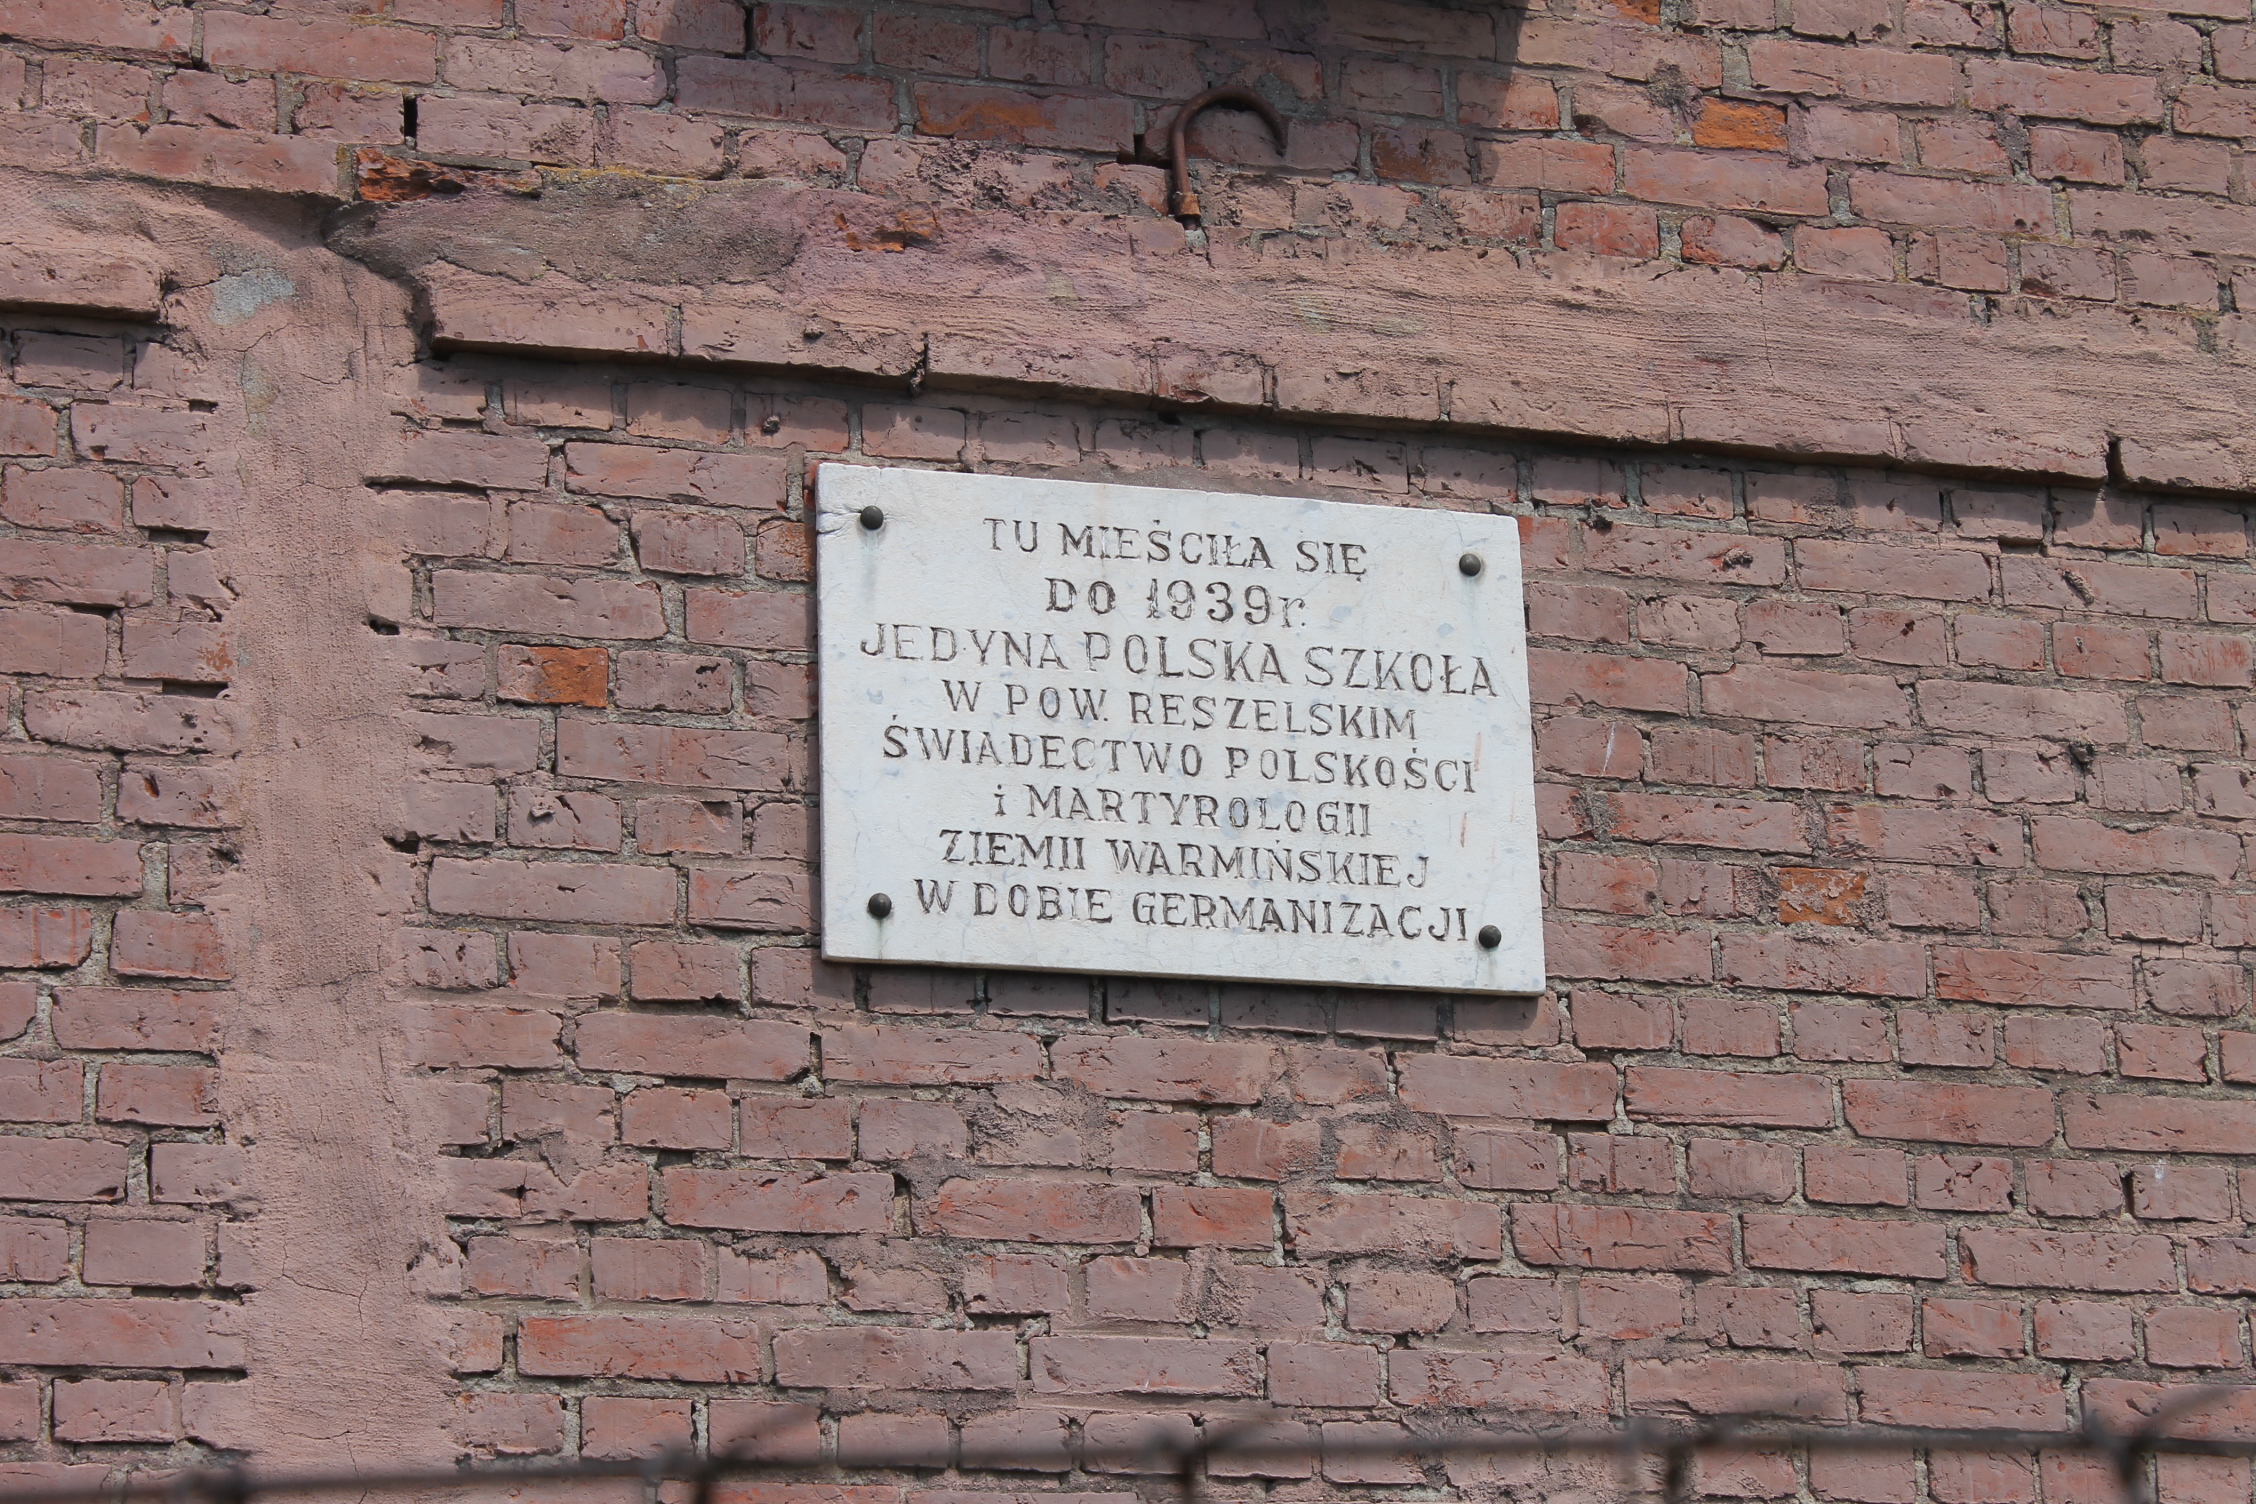 TU MIEŚCIŁA SIĘ
DO 1939r.
JEDYNA POLSKA SZKOŁA
W POW. RESZELSKIM
ŚWIADECTWO POLSKOŚCI
i MARTYROLOGII
ZIEMII WARMIŃSKIEJ
W DOBIE GERMANIZACJI